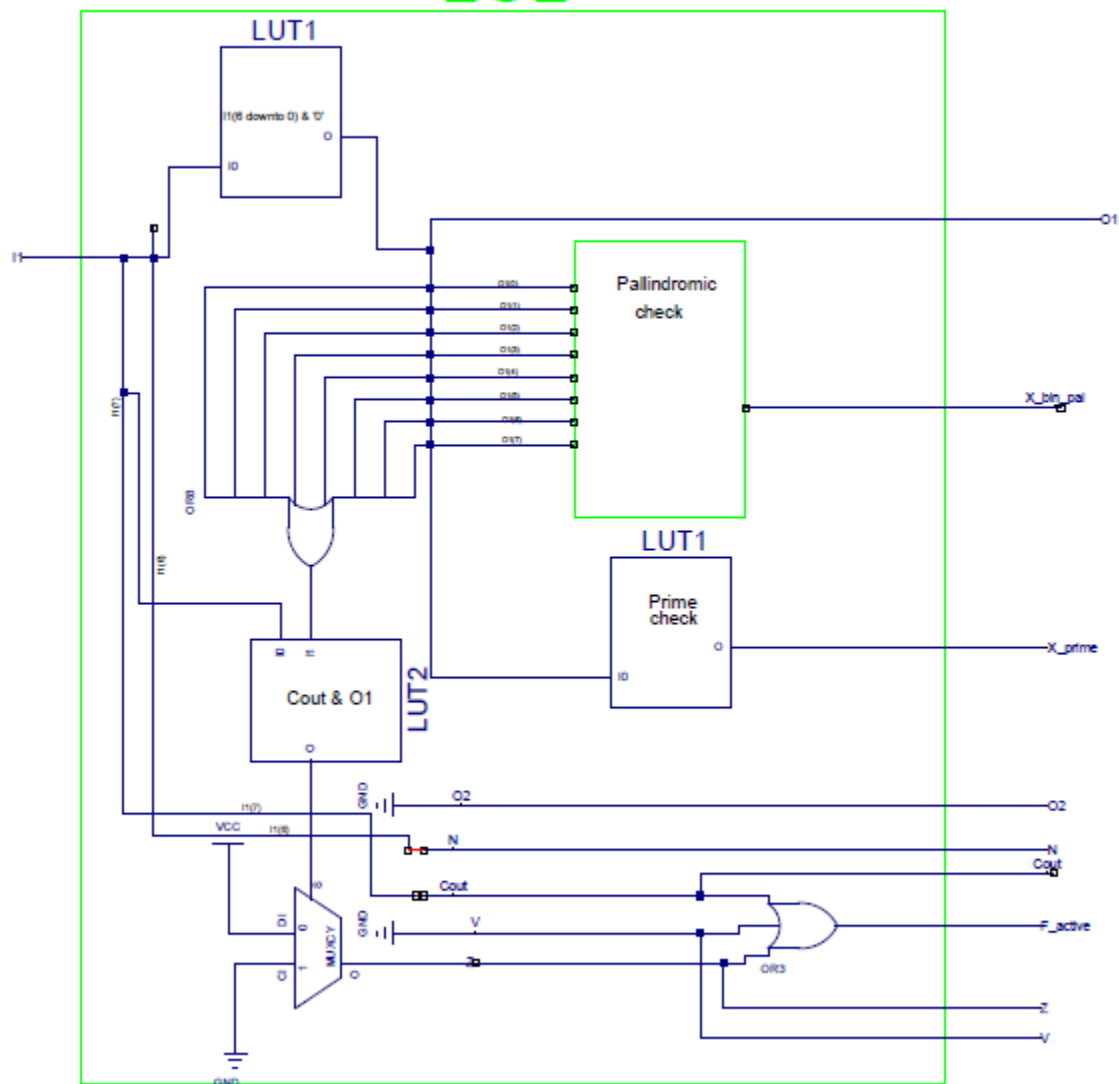 LUT1
I1(6 downto 0) & '0'
O
I0
I1
O1
Pallindromic
check
O1(0)
O1(1)
O1(2)
O1(3)
O1(4)
O1(5)
O1(6)
O1(7)
X_bin_pal
I1(7)
OR8
I1(6)
LUT1
Prime
check
O
I0
X_prime
I0
I1
Cout & O1
LUT2
O
GND
O2
O2
I1(7)
VCC
I1(6)
N
N
Cout
Cout
S
DI
0
GND
V
F_active
MUXCY
CI
1
O
Z
OR3
Z
V
GND